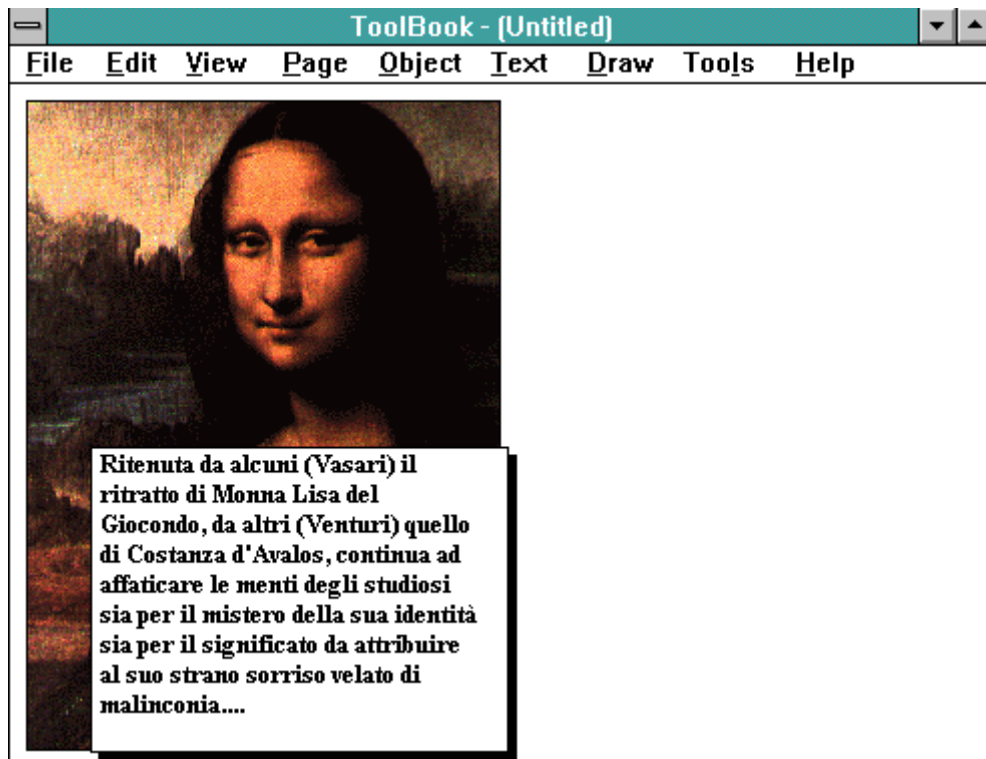 ToolBook - (Untitled)
File Edit View Page Object Text Draw Tools Help
Ritenuta da alcuni (Vasari) il
ritratto di Monna Lisa del
Giocondo, da altri (Venturi) quello
di Costanza d'Avalos, continua ad
affaticare le menti degli studiosi
sia per il mistero della sua identità
sia per il significato da attribuire
al suo strano sorriso velato di
malinconia....